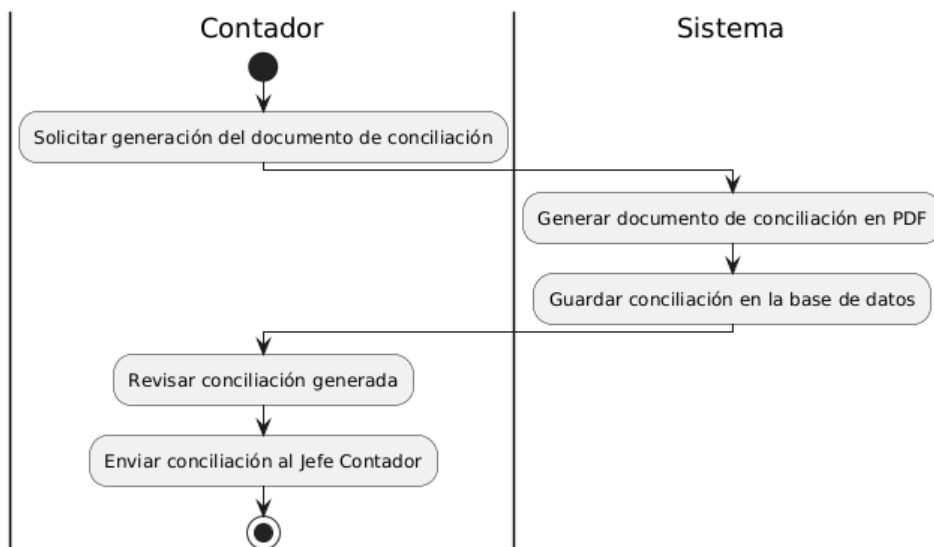 Contador
Sistema
Solicitar generación del documento de conciliación
Generar documento de conciliación en PDF
Guardar conciliación en la base de datos
Revisar conciliación generada
Enviar conciliación al Jefe Contador